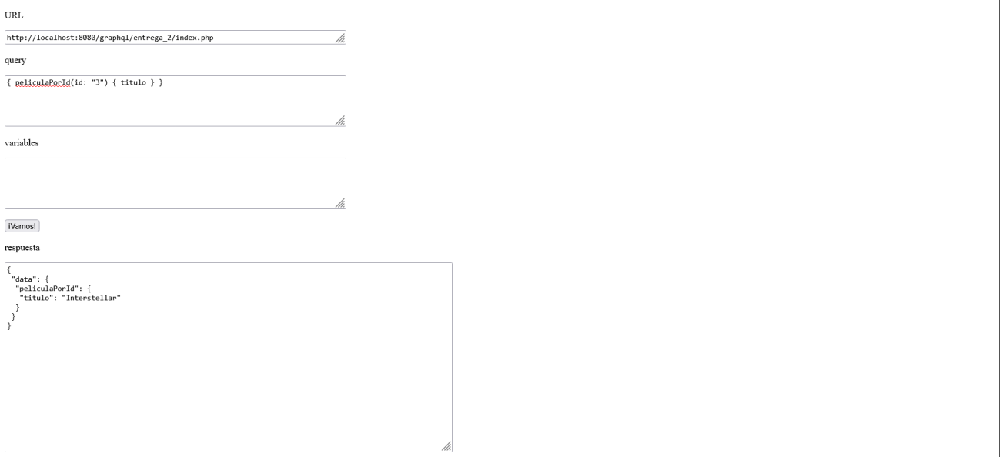 URL
http://localhost:8080/graphql/entrega_2/index.php
query
{ peliculaPorId(id: "3") { titulo } }
variables
¡Vamos!
respuesta
{
 "data": {
  "peliculaPorId": {
   "titulo": "Interstellar"
  }
 }
}